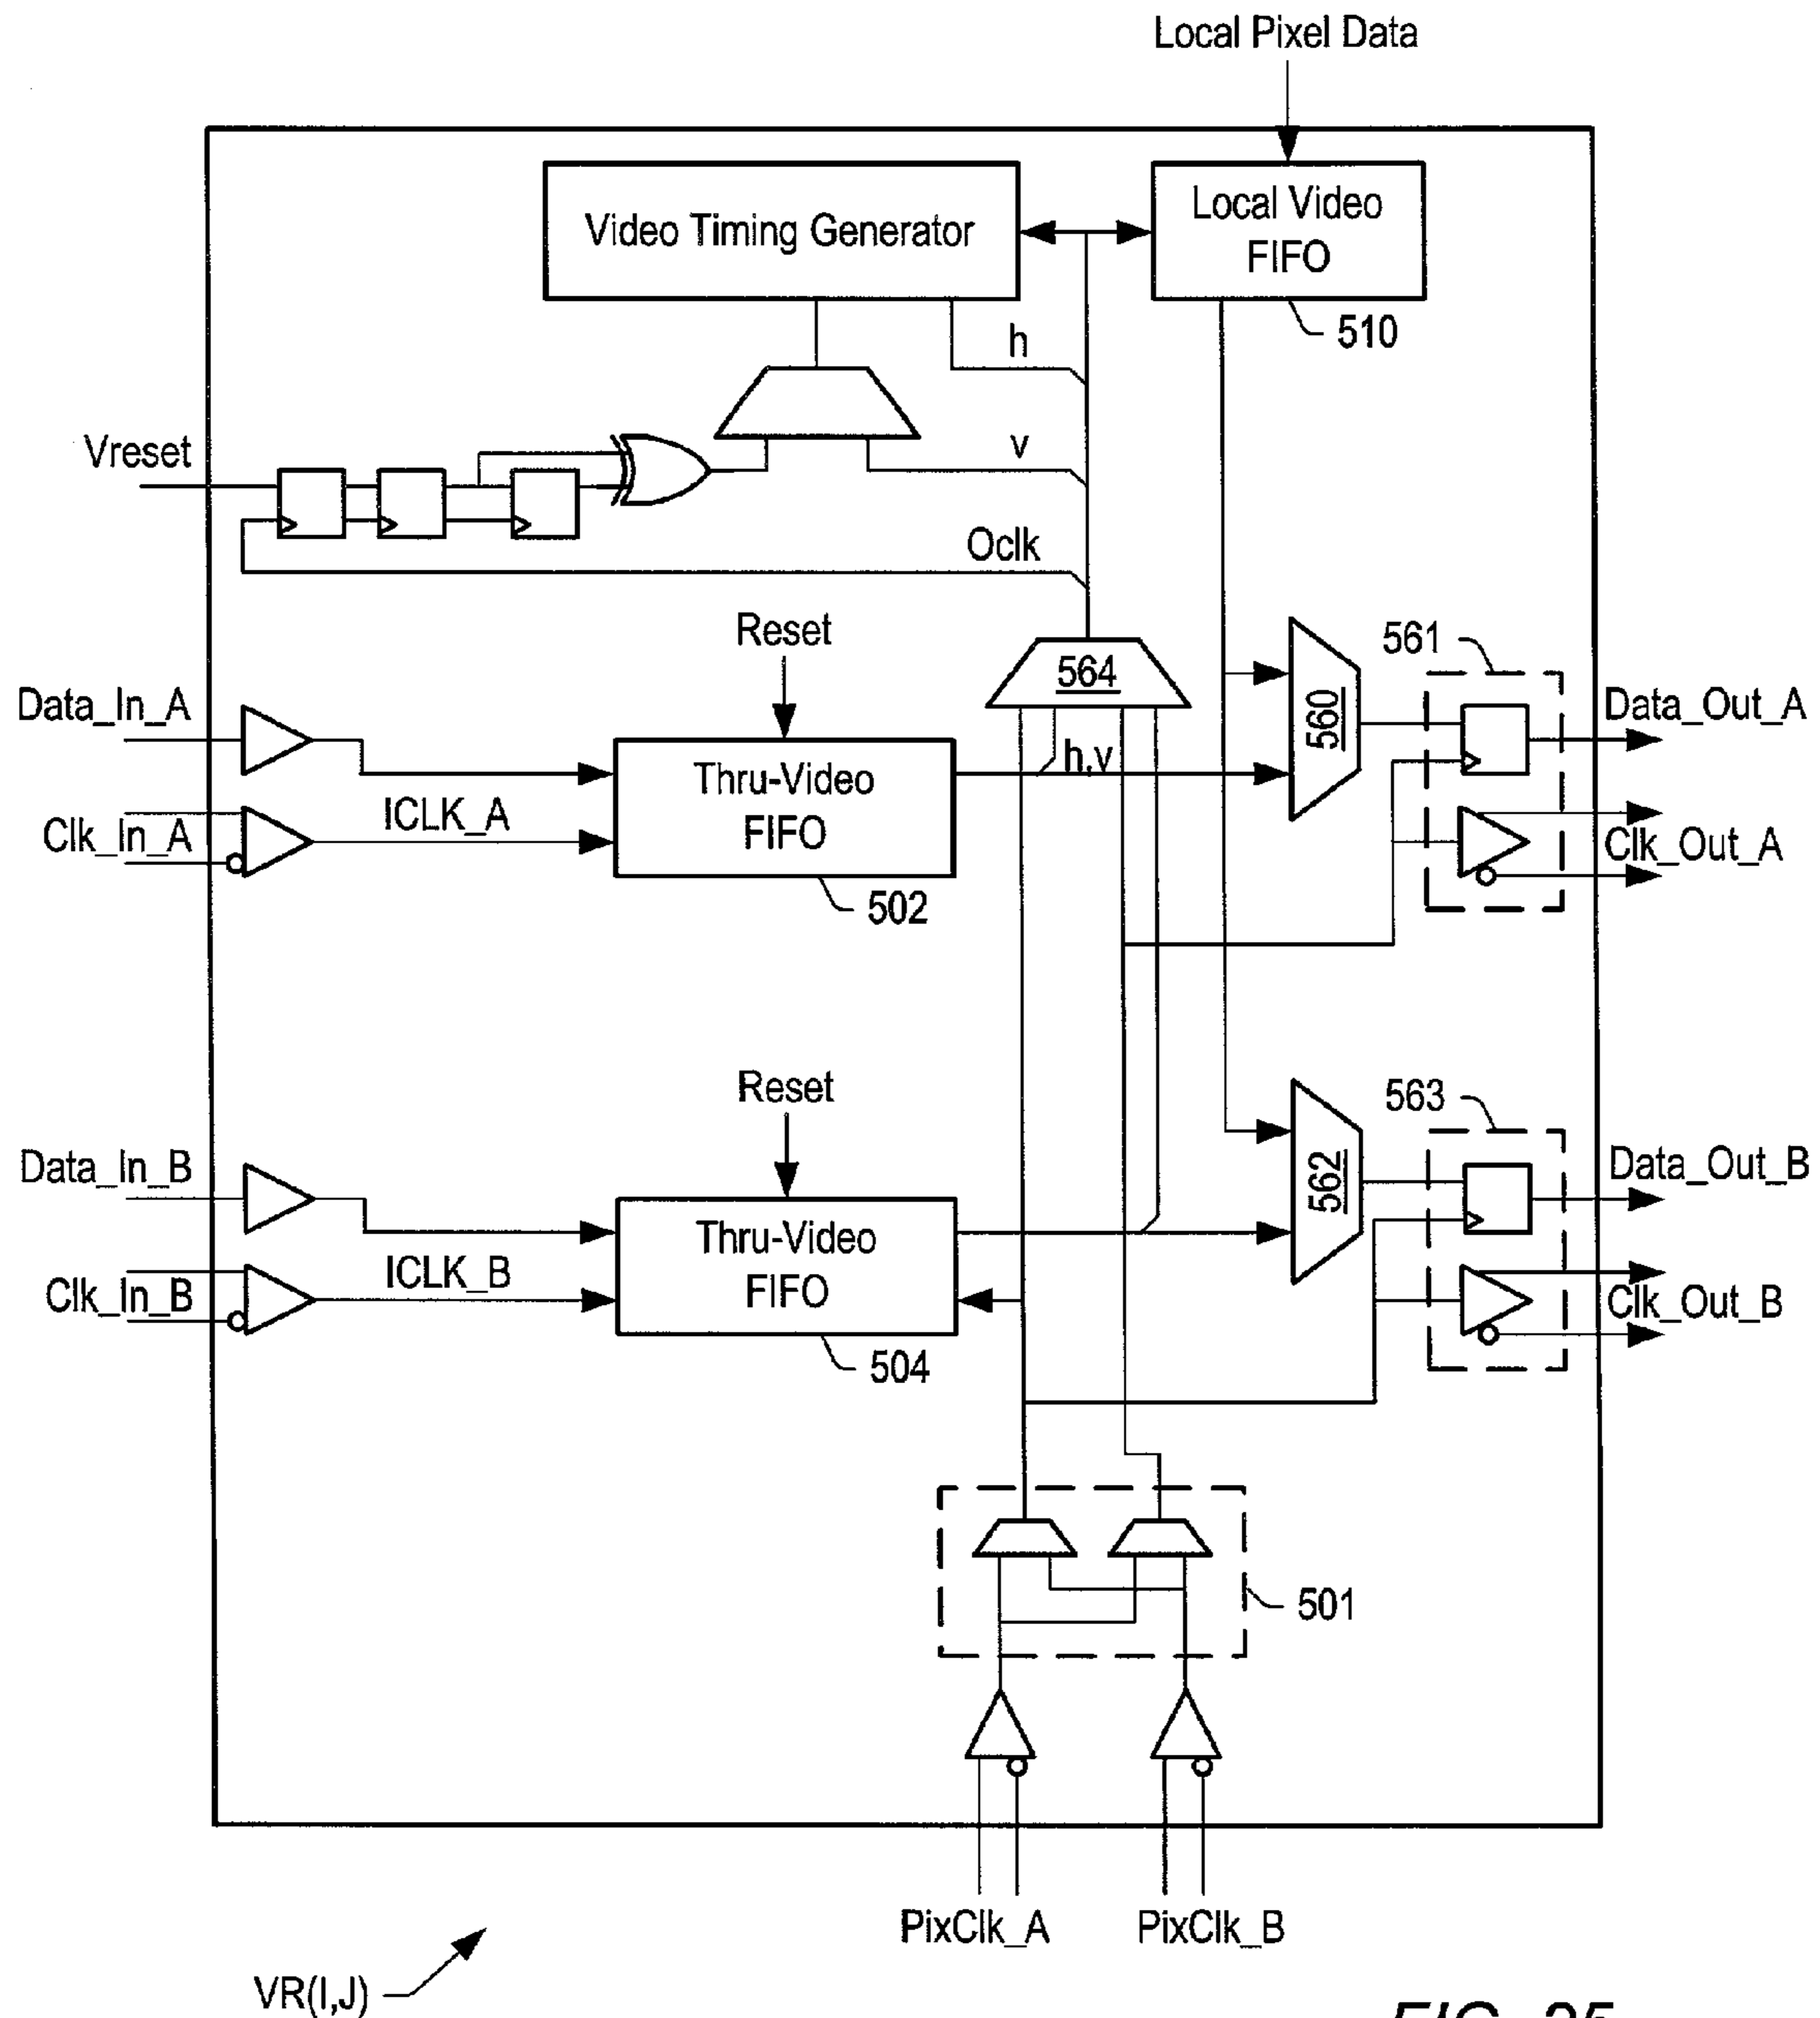 Local Pixel Data
Video Timing Generator
Local Video
FIFO
510
h
v
Vreset
Oclk
Reset
564
560
561
Data_In_A
Thru-Video
FIFO
h,v
Data_Out_A
ICLK_A
Clk_In_A
Clk_Out_A
502
Reset
563
Data_In_B
Thru-Video
FIFO
562
Data_Out_B
ICLK_B
Clk_In_B
Clk_Out_B
504
501
PixClk_A
PixClk_B
VR(I,J)
FIG. 25